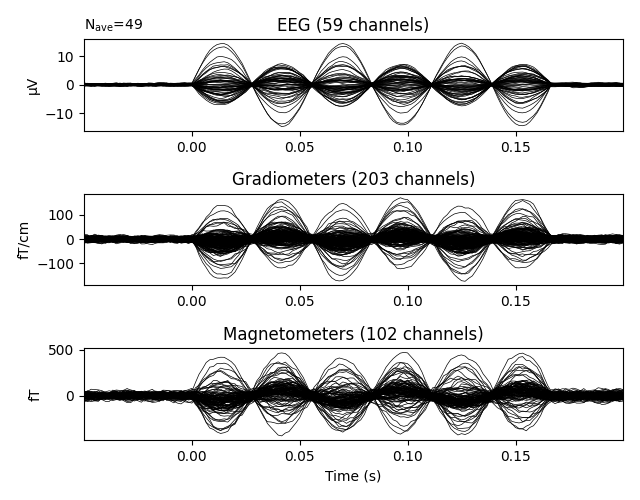 N_ave=49 EEG (59 channels)
10
0
−10
µV
0.00 0.05 0.10 0.15
Gradiometers (203 channels)
100
0
−100
fT/cm
0.00 0.05 0.10 0.15
Magnetometers (102 channels)
500
0
fT
0.00 0.05 0.10 0.15
Time (s)